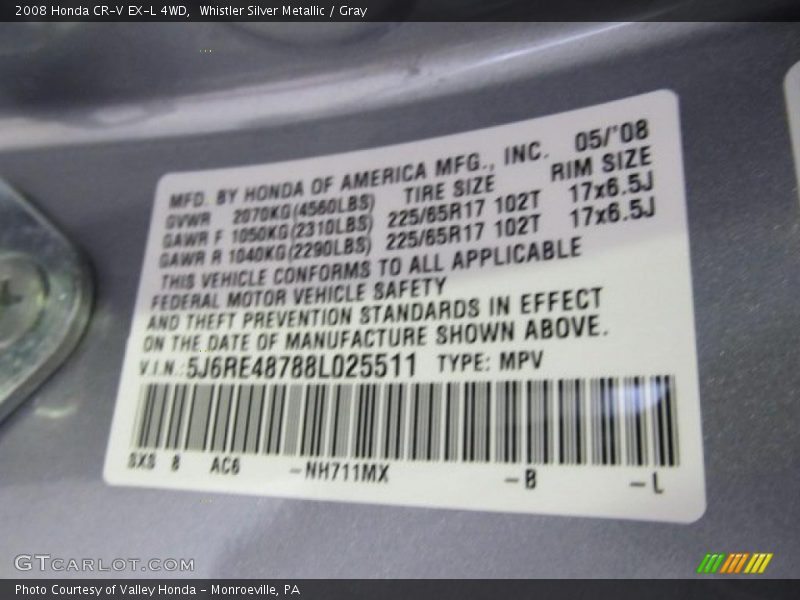 2008 Honda CR-V EX-L 4WD, Whistler Silver Metallic / Gray
MFD. BY HONDA OF AMERICA MFG., INC. 05/'08
GVWR 2070KG(4560LBS) TIRE SIZE RIM SIZE
GAWR F 1050KG(2310LBS) 225/65R17 102T 17x6.5J
GAWR R 1040KG(2290LBS) 225/65R17 102T 17x6.5J
THIS VEHICLE CONFORMS TO ALL APPLICABLE
FEDERAL MOTOR VEHICLE SAFETY
AND THEFT PREVENTION STANDARDS IN EFFECT
ON THE DATE OF MANUFACTURE SHOWN ABOVE.
V.I.N.:5J6RE48788L025511 TYPE: MPV
SXS 8 AC6 -NH711MX -B -L
GTCARLOT.COM
Photo Courtesy of Valley Honda - Monroeville, PA